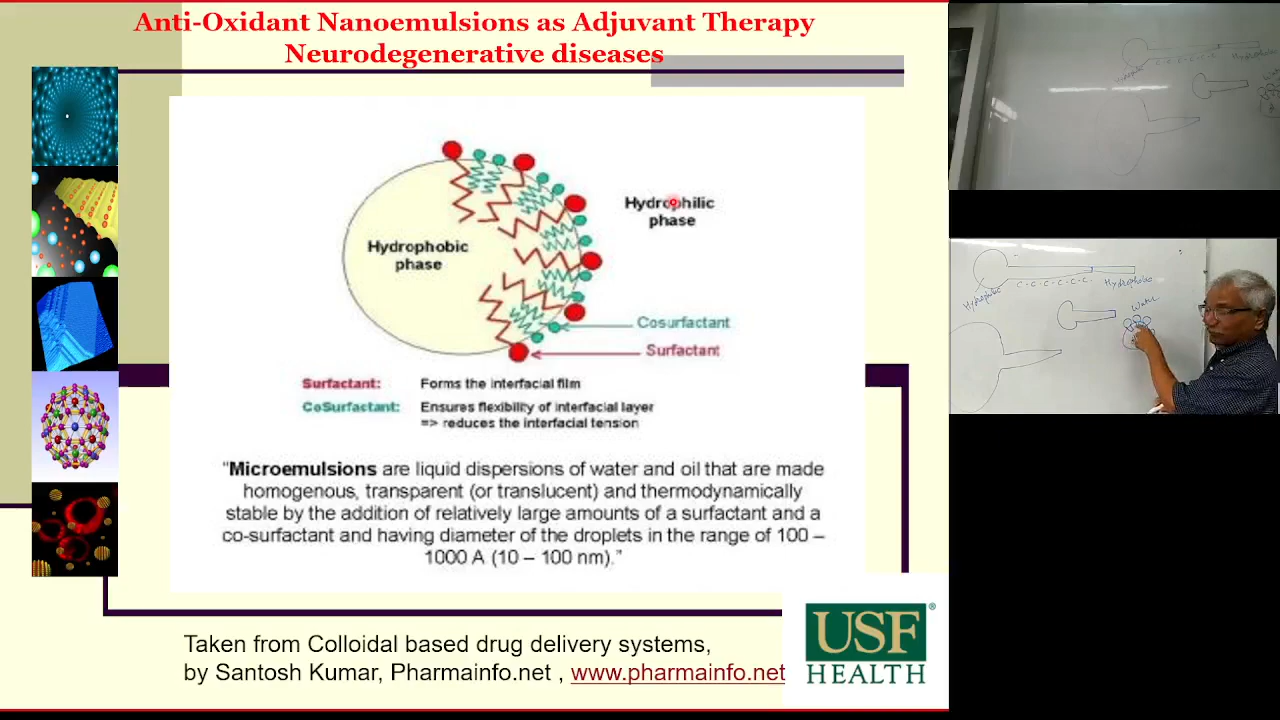 Anti-Oxidant Nanoemulsions as Adjuvant Therapy
Neurodegenerative diseases
Hydrophilic
phase
Hydrophobic
phase
Cosurfactant
Surfactant
Surfactant: Forms the interfacial film
CoSurfactant: Ensures flexibility of interfacial layer
=> reduces the interfacial tension
"Microemulsions are liquid dispersions of water and oil that are made
homogenous, transparent (or translucent) and thermodynamically
stable by the addition of relatively large amounts of a surfactant and a
co-surfactant and having diameter of the droplets in the range of 100 –
1000 A (10 – 100 nm)."
Taken from Colloidal based drug delivery systems,
by Santosh Kumar, Pharmainfo.net , www.pharmainfo.net
USF
®
HEALTH
C-C-C-C-C-C-
Hydrophobic
Hydrophilic
Water